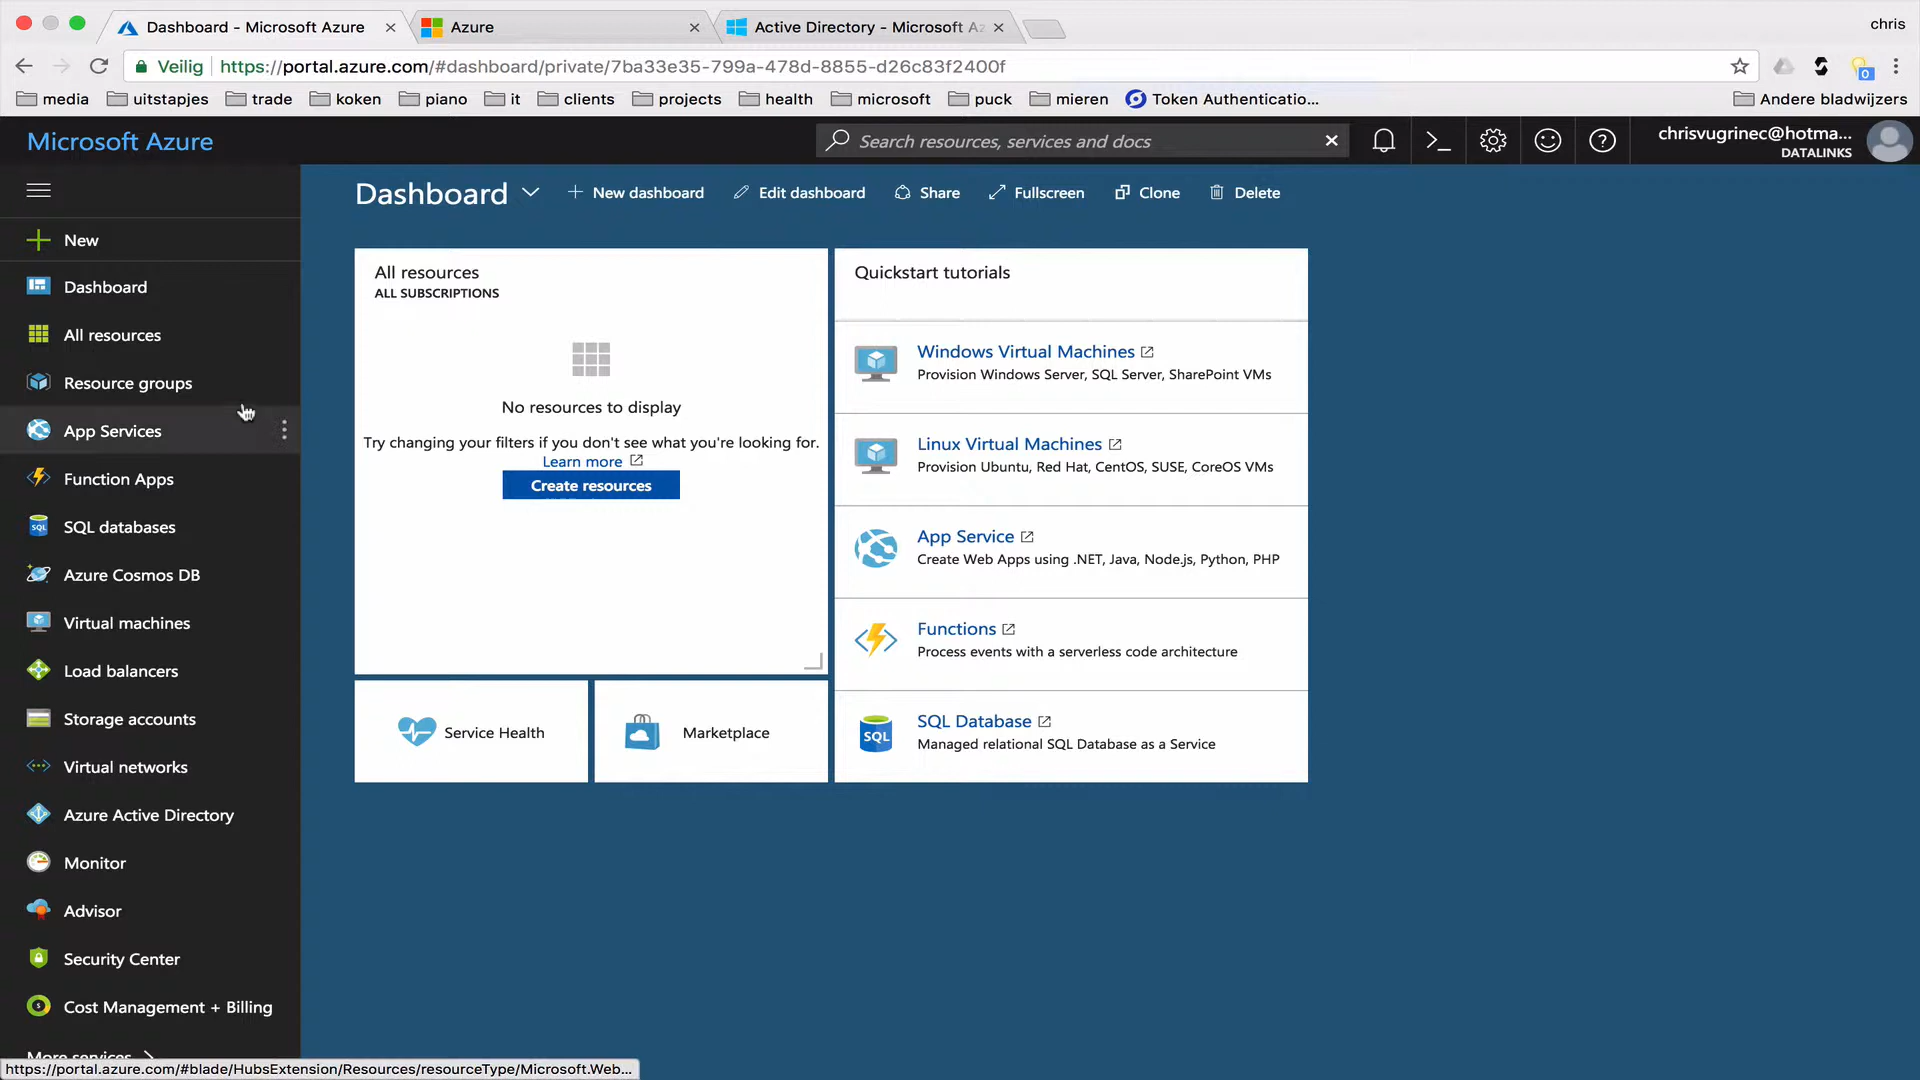 Dashboard - Microsoft Azure
Azure
Active Directory - Microsoft Az
chris
Veilig
https://portal.azure.com/#dashboard/private/7ba33e35-799a-478d-8855-d26c83f2400f
media
uitstapjes
trade
koken
piano
it
clients
projects
health
microsoft
puck
mieren
Token Authenticatio...
Andere bladwijzers
0
Microsoft Azure
Search resources, services and docs
chrisvugrinec@hotma...
DATALINKS
New
Dashboard
All resources
Resource groups
App Services
Function Apps
SQL databases
Azure Cosmos DB
Virtual machines
Load balancers
Storage accounts
Virtual networks
Azure Active Directory
Monitor
Advisor
Security Center
Cost Management + Billing
More services
https://portal.azure.com/#blade/HubsExtension/Resources/resourceType/Microsoft.Web...
Dashboard
New dashboard
Edit dashboard
Share
Fullscreen
Clone
Delete
All resources
ALL SUBSCRIPTIONS
No resources to display
Try changing your filters if you don't see what you're looking for.
Learn more
Create resources
Service Health
Marketplace
Quickstart tutorials
Windows Virtual Machines
Provision Windows Server, SQL Server, SharePoint VMs
Linux Virtual Machines
Provision Ubuntu, Red Hat, CentOS, SUSE, CoreOS VMs
App Service
Create Web Apps using .NET, Java, Node.js, Python, PHP
Functions
Process events with a serverless code architecture
SQL
SQL Database
Managed relational SQL Database as a Service